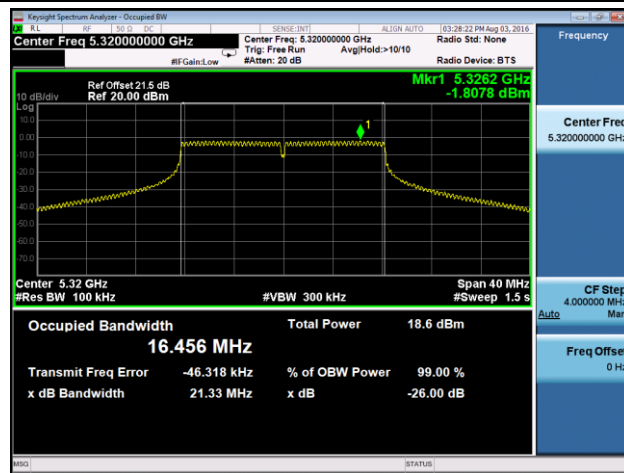 Keysight Spectrum Analyzer - Occupied BW
RL RF 50 Ω DC SENSE:INT ALIGN AUTO 03:28:22 PM Aug 03, 2016
Center Freq 5.320000000 GHz Center Freq: 5.320000000 GHz Radio Std: None Frequency
Trig: Free Run Avg|Hold:>10/10
#IFGain:Low #Atten: 20 dB Radio Device: BTS
Ref Offset 21.5 dB Mkr1 5.3262 GHz
10 dB/div Ref 20.00 dBm -1.8078 dBm
Log
10.0
1
0.00
-10.0
-20.0
-30.0
-40.0
-50.0
-60.0
-70.0
Center Freq
5.320000000 GHz
Center 5.32 GHz Span 40 MHz
#Res BW 100 kHz #VBW 300 kHz #Sweep 1.5 s
CF Step
4.000000 MHz
Auto Man
Occupied Bandwidth Total Power 18.6 dBm
16.456 MHz
Freq Offset
0 Hz
Transmit Freq Error -46.318 kHz % of OBW Power 99.00 %
x dB Bandwidth 21.33 MHz x dB -26.00 dB
MSG STATUS